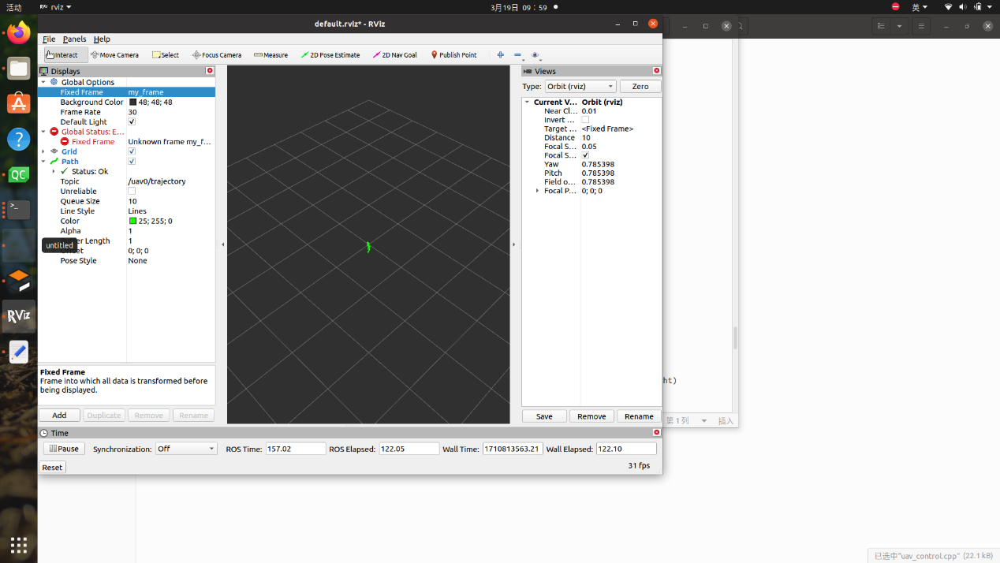 活动
rviz
3月19日 09：59
英
default.rviz* - RViz
File Panels Help
Interact Move Camera Select Focus Camera Measure 2D Pose Estimate 2D Nav Goal Publish Point
Displays
Global Options
Fixed Frame my_frame
Background Color 48; 48; 48
Frame Rate 30
Default Light
Global Status: E...
Fixed Frame Unknown frame my_f...
Grid
Path
Status: Ok
Topic /uav0/trajectory
Unreliable
Queue Size 10
Line Style Lines
Color 25; 255; 0
Alpha 1
Length 1
0; 0; 0
Pose Style None
untitled
QC
RViz
Fixed Frame
Frame into which all data is transformed before
being displayed.
Add Duplicate Remove Rename
Views
Type: Orbit (rviz) Zero
Current V... Orbit (rviz)
Near Cl... 0.01
Invert ...
Target ... <Fixed Frame>
Distance 10
Focal S... 0.05
Focal S...
Yaw 0.785398
Pitch 0.785398
Field o... 0.785398
Focal P... 0; 0; 0
Save Remove Rename
Time
Pause Synchronization: Off ROS Time: 157.02 ROS Elapsed: 122.05 Wall Time: 1710813563.21 Wall Elapsed: 122.10
Reset
31 fps
ht)
第 1 列 插入
已选中"uav_control.cpp" (22.1 kB)